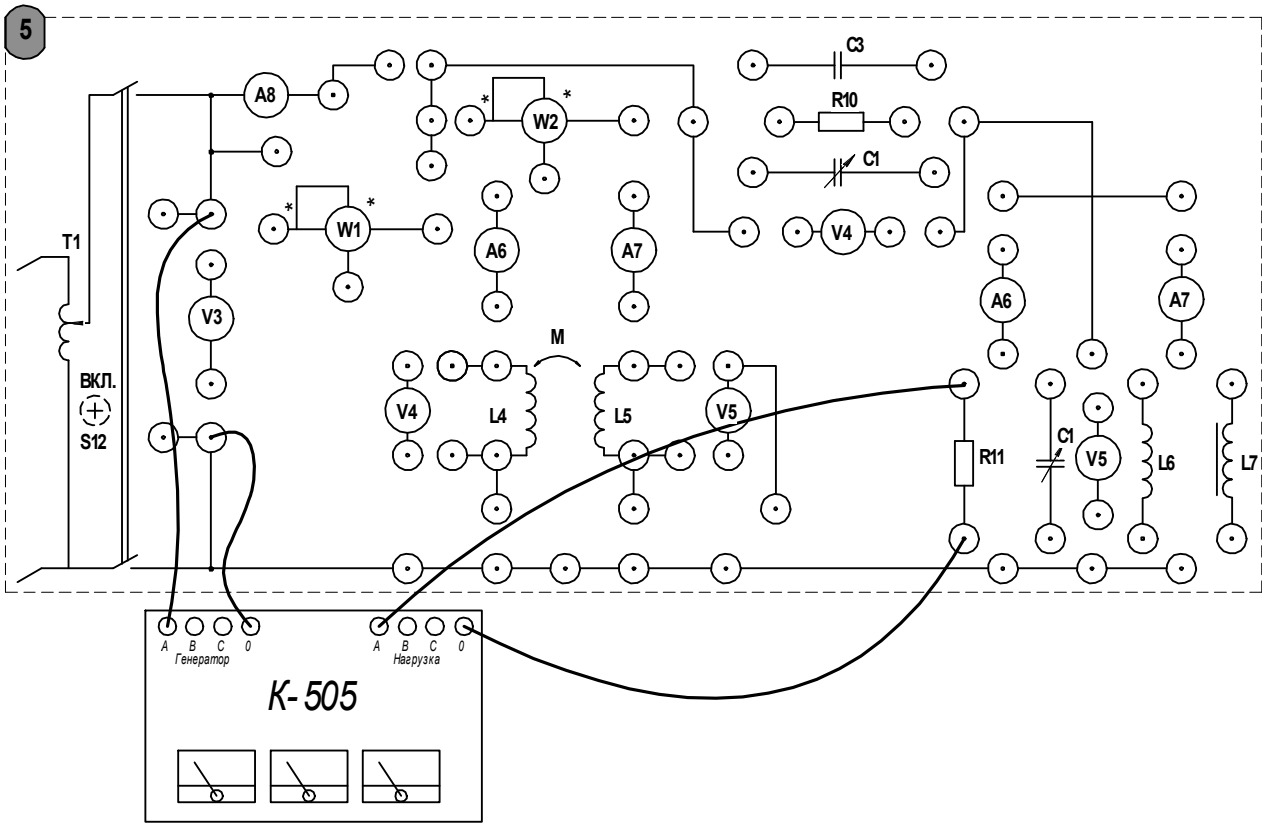 5
C3
A8
R10
* *
W2
C1
* *
W1
V4
T1
A6
A7
A6
A7
V3
M
ВКЛ.
S12
V4
L4
L5
V5
R11
C1
V5
L6
L7
A B C 0
Генератор
A B C 0
Нагрузка
К-505